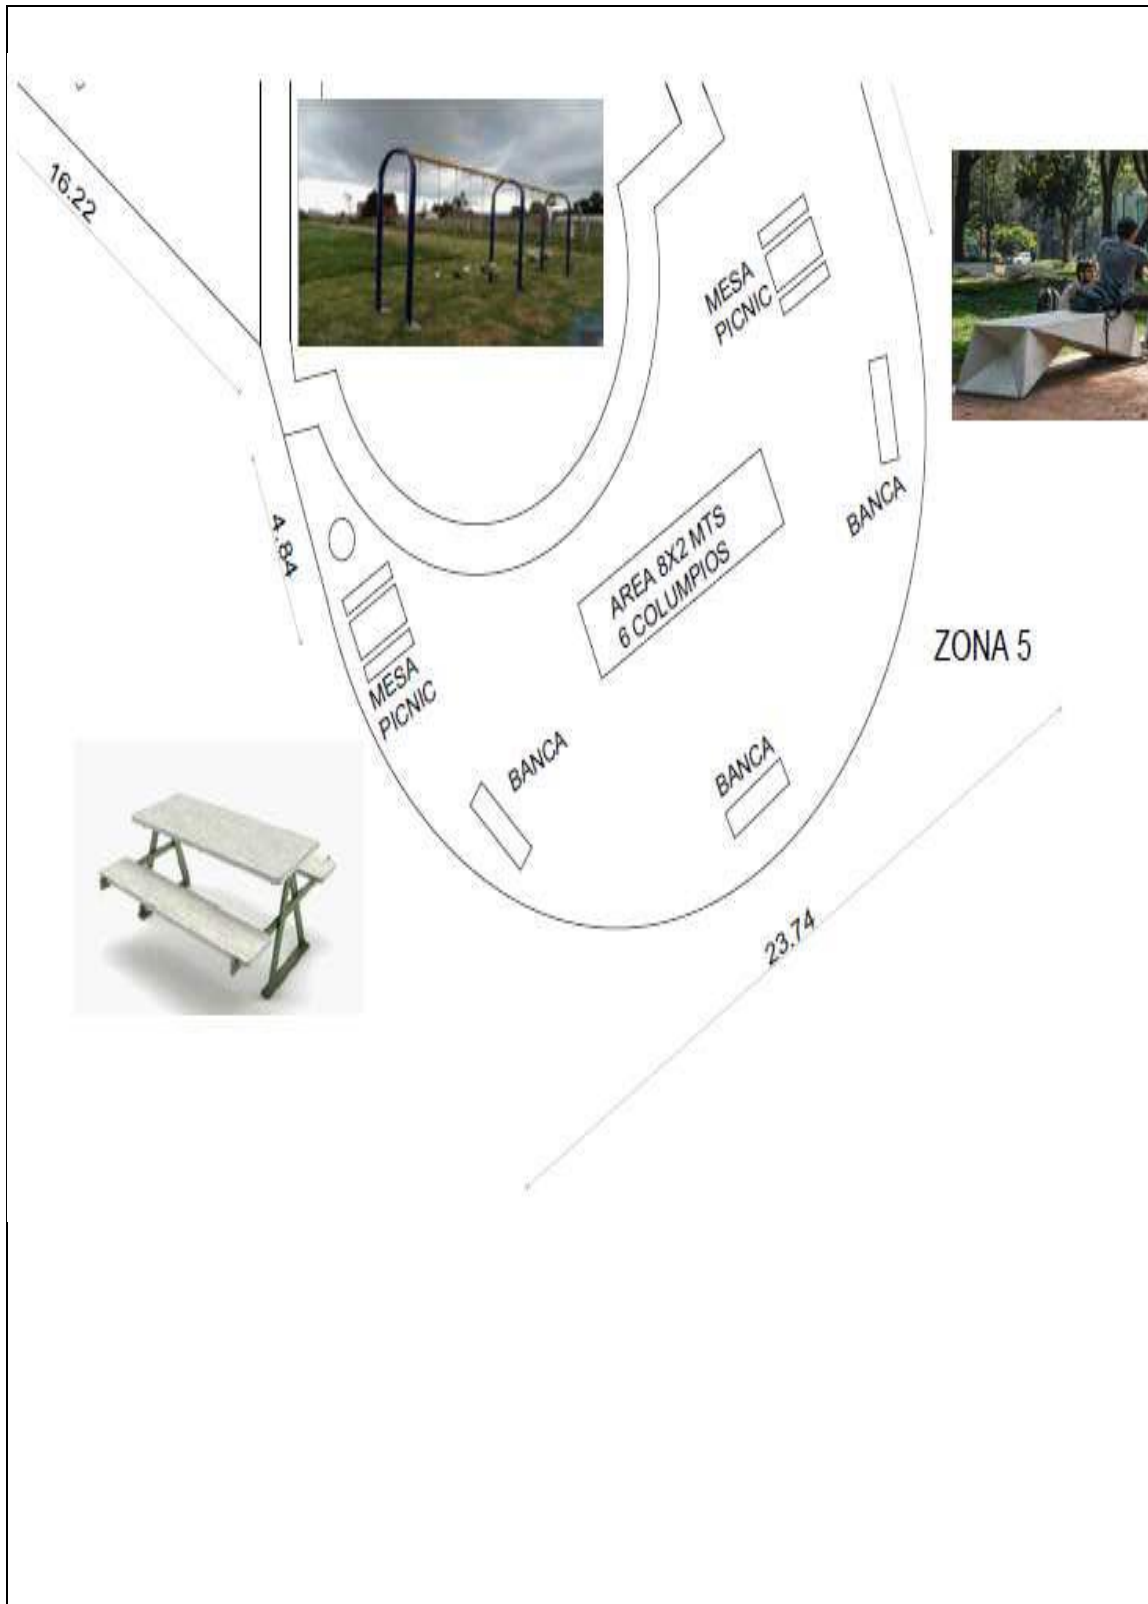 16.22
MESA
PICNIC
BANCA
4.84
AREA 8X2 MTS
6 COLUMPIOS
ZONA 5
MESA
PICNIC
BANCA
BANCA
23.74